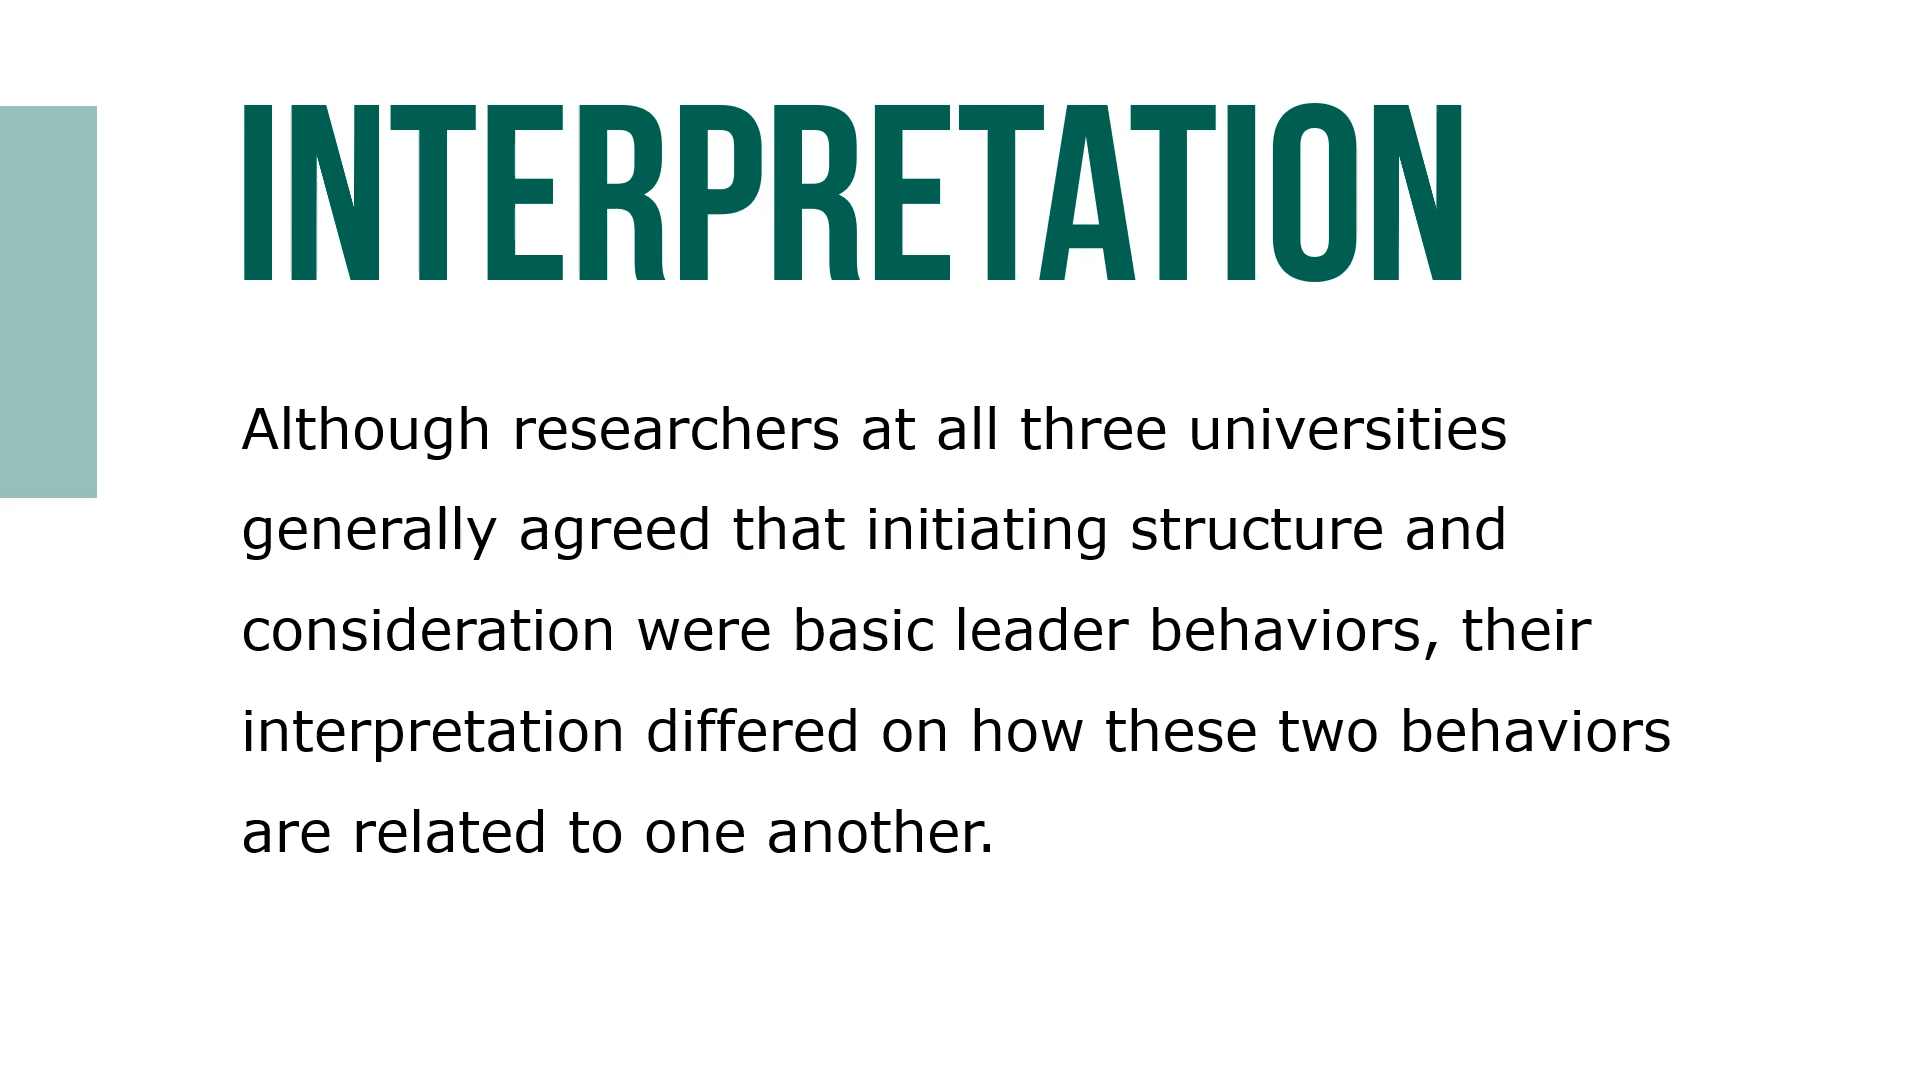 INTERPRETATION
Although researchers at all three universities
generally agreed that initiating structure and
consideration were basic leader behaviors, their
interpretation differed on how these two behaviors
are related to one another.